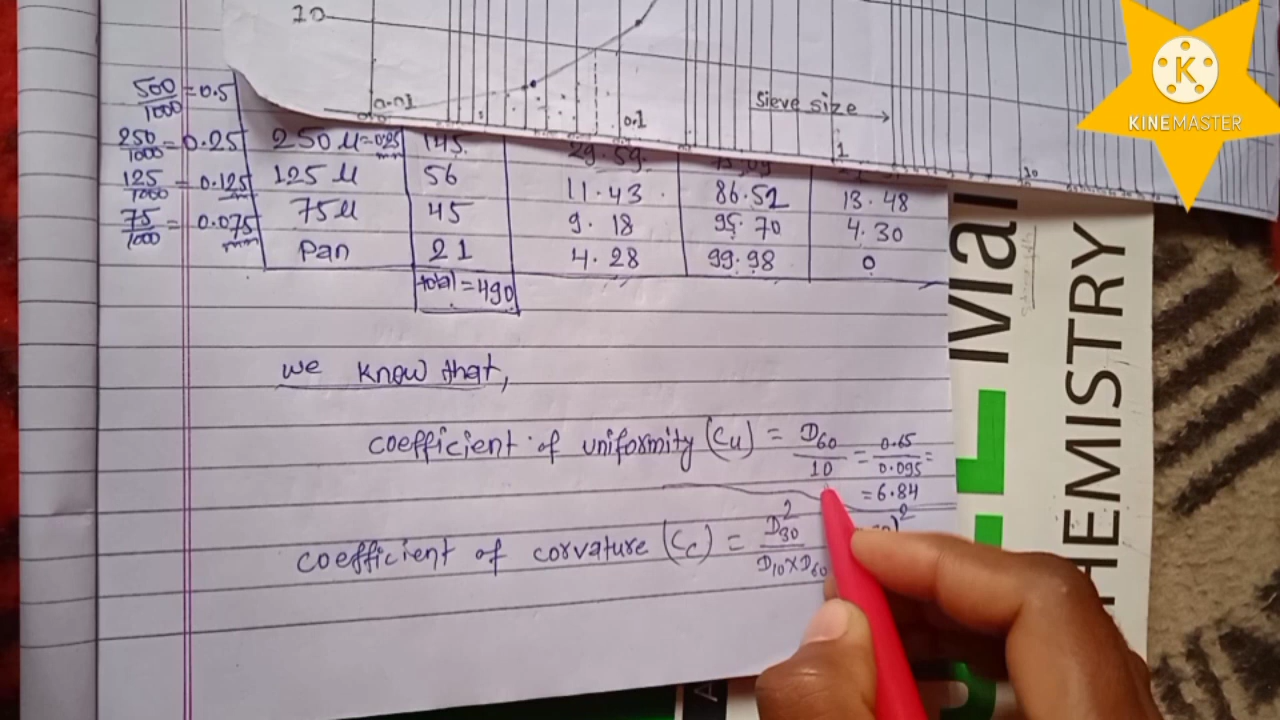 10
0.01
0.1
Sieve size
1
10
500/1000 = 0.5
250/1000 = 0.25 250 μ = 0.25 mm 145 29.59
125/1000 = 0.125 125 μ 56 11.43 86.52 13.48
75/1000 = 0.075 mm 75 μ 45 9.18 95.70 4.30
Pan 21 4.28 99.98 0
total = 490
we know that,
coefficient of uniformity (Cu) = D60/10 = 0.65/0.095 =
= 6.84
coefficient of corvature (Cc) = D30²/D10×D60
KINEMASTER
K
Mai
HEMISTRY